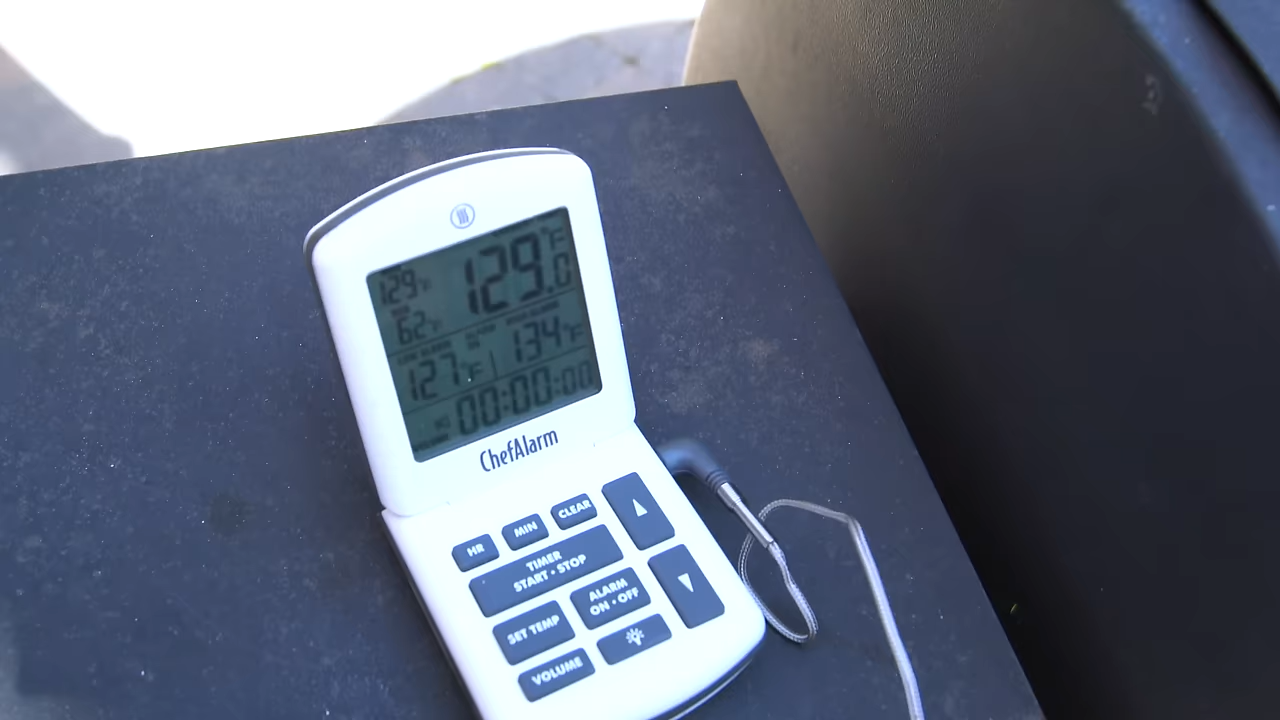 129°F 129.0°F
62°F
LOW ALARM HIGH ALARM
127°F 134°F
00:00:00
ChefAlarm
HR MIN CLEAR
TIMER
START • STOP
SET TEMP
ALARM
ON • OFF
VOLUME